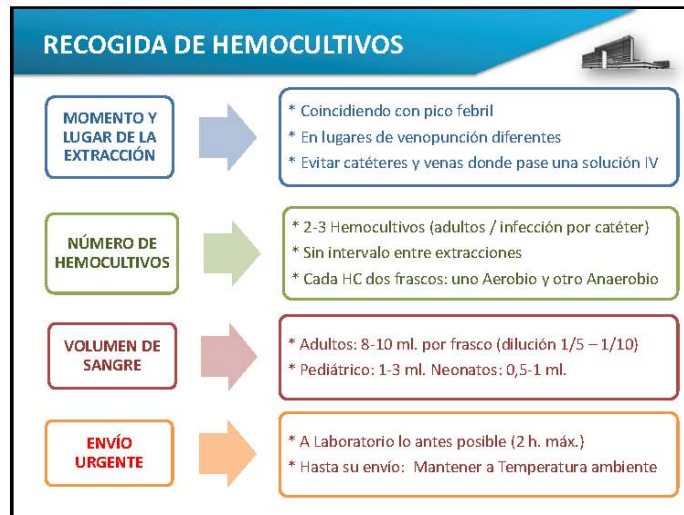 RECOGIDA DE HEMOCULTIVOS
MOMENTO Y
LUGAR DE LA
EXTRACCIÓN
* Coincidiendo con pico febril
* En lugares de venopunción diferentes
* Evitar catéteres y venas donde pase una solución IV
NÚMERO DE
HEMOCULTIVOS
* 2-3 Hemocultivos (adultos / infección por catéter)
* Sin intervalo entre extracciones
* Cada HC dos frascos: uno Aerobio y otro Anaerobio
VOLUMEN DE
SANGRE
* Adultos: 8-10 ml. por frasco (dilución 1/5 – 1/10)
* Pediátrico: 1-3 ml. Neonatos: 0,5-1 ml.
ENVÍO
URGENTE
* A Laboratorio lo antes posible (2 h. máx.)
* Hasta su envío: Mantener a Temperatura ambiente